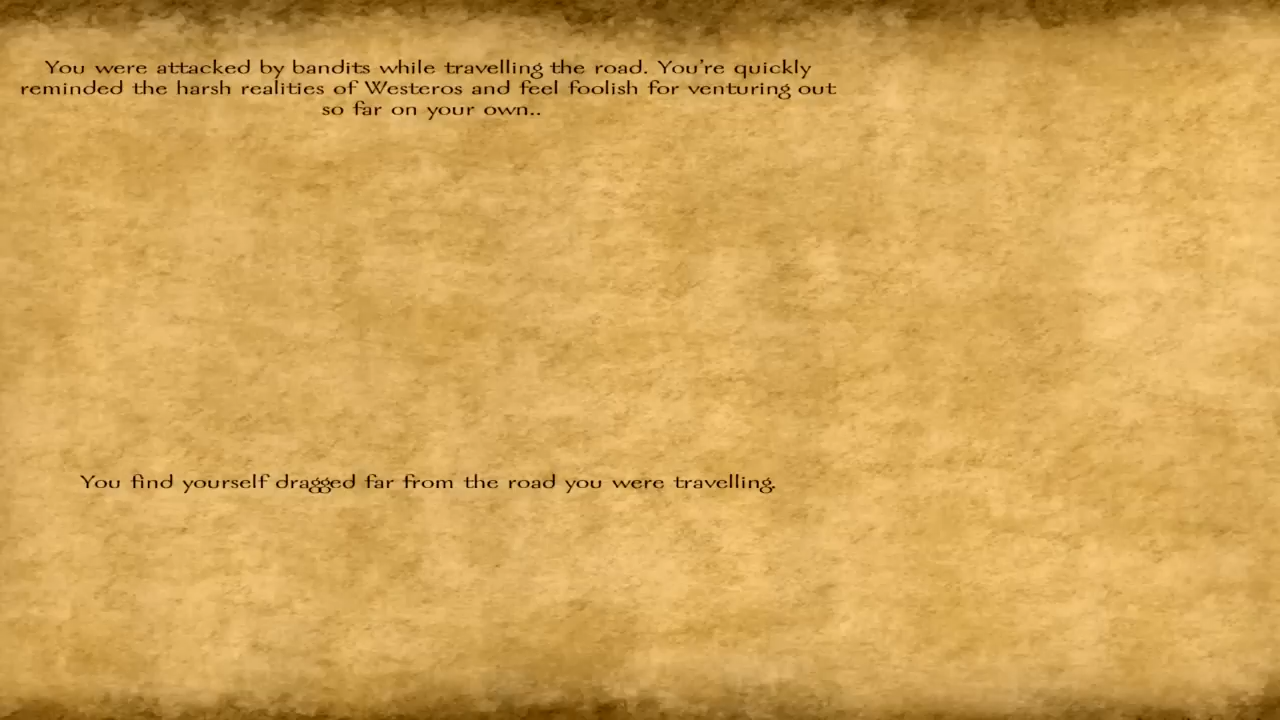 You were attacked by bandits while travelling the road. You're quickly
reminded the harsh realities of Westeros and feel foolish for venturing out
so far on your own..
You find yourself dragged far from the road you were travelling.